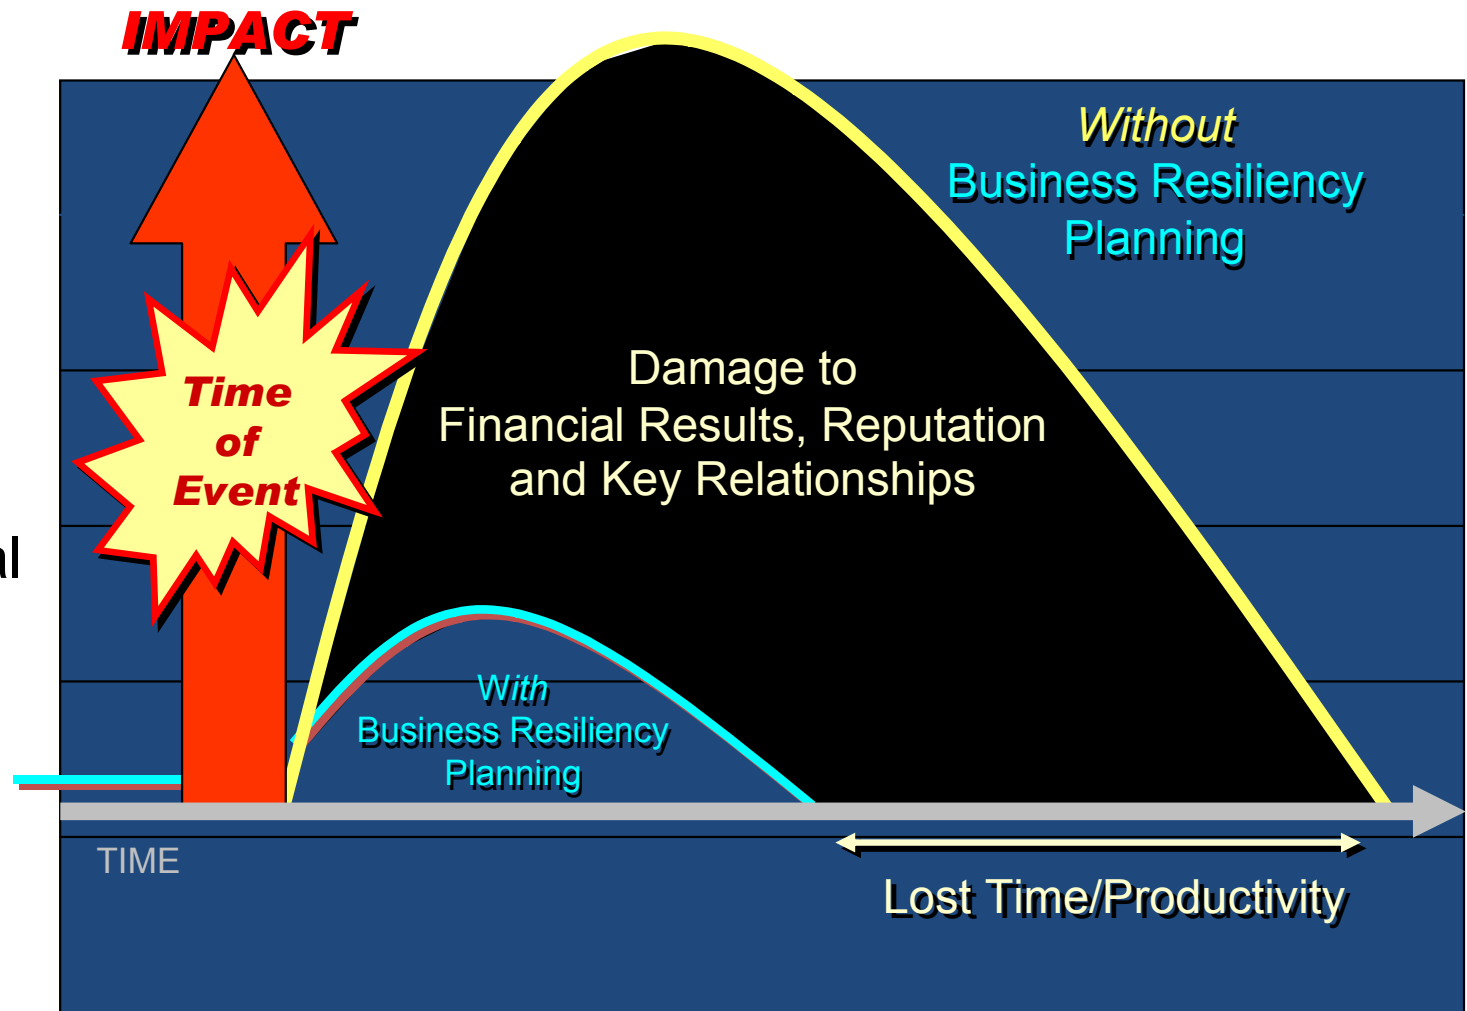 IMPACT
Without
Business Resiliency
Planning
Time
of
Event
Damage to
Financial Results, Reputation
and Key Relationships
al
With
Business Resiliency
Planning
TIME
Lost Time/Productivity